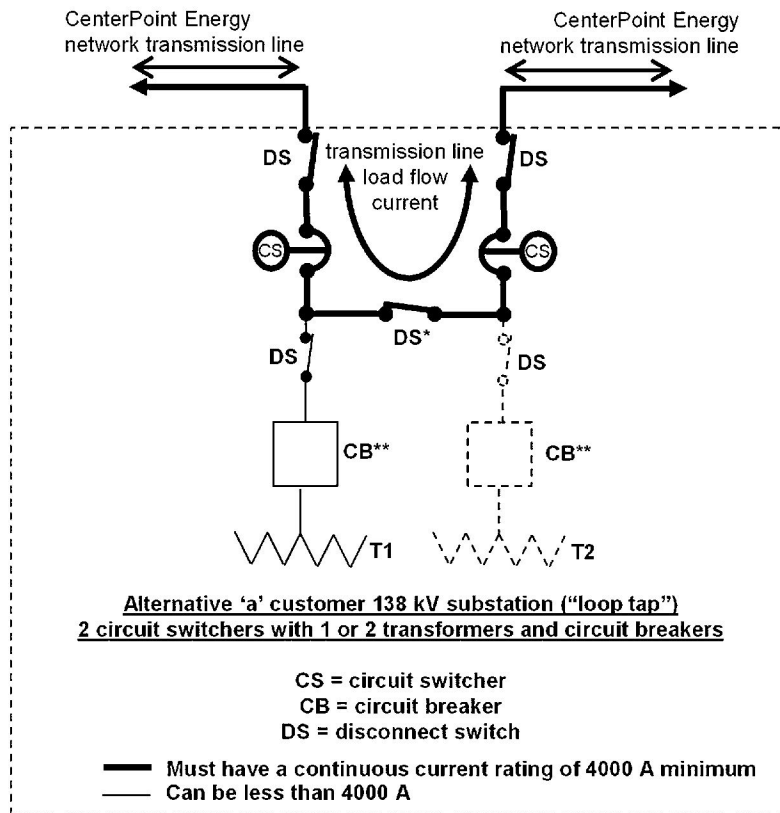 CenterPoint Energy
network transmission line
CenterPoint Energy
network transmission line
DS
transmission line
load flow
current
DS
CS
CS
DS*
DS
DS
CB**
CB**
T1
T2
Alternative ‘a’ customer 138 kV substation (“loop tap”)
2 circuit switchers with 1 or 2 transformers and circuit breakers
CS = circuit switcher
CB = circuit breaker
DS = disconnect switch
Must have a continuous current rating of 4000 A minimum
Can be less than 4000 A